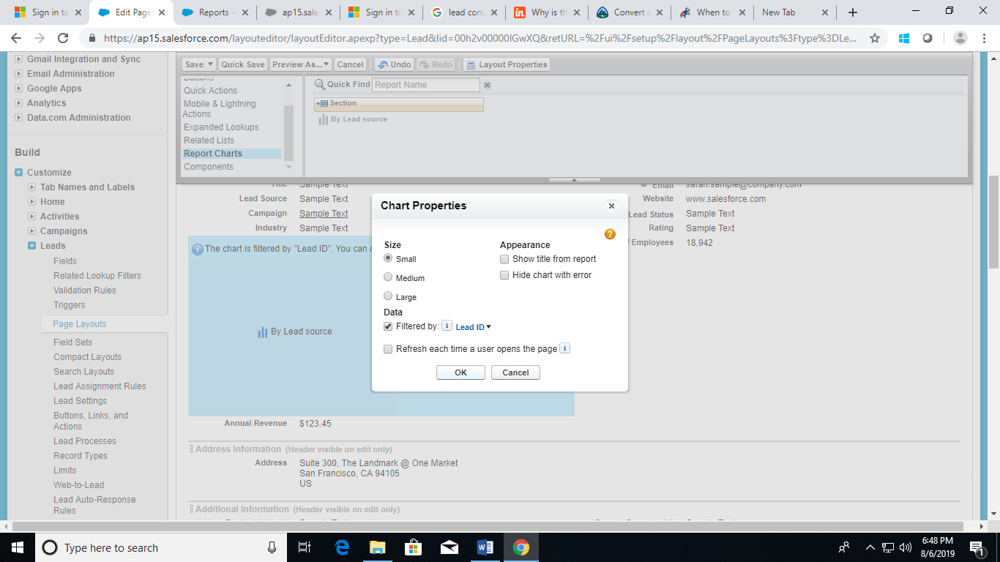 Sign in to
Edit Page
Reports -
ap15.sale
Sign in to
lead conv
Why is th
Convert a
When to
New Tab
https://ap15.salesforce.com/layouteditor/layoutEditor.apexp?type=Lead&lid=00h2v00000IGwXQ&retURL=%2Fui%2Fsetup%2Flayout%2FPageLayouts%3Ftype%3DLe...
Gmail Integration and Sync
Email Administration
Google Apps
Analytics
Data.com Administration
Build
Customize
Tab Names and Labels
Home
Activities
Campaigns
Leads
Fields
Related Lookup Filters
Validation Rules
Triggers
Page Layouts
Field Sets
Compact Layouts
Search Layouts
Lead Assignment Rules
Lead Settings
Buttons, Links, and
Actions
Lead Processes
Record Types
Limits
Web-to-Lead
Lead Auto-Response
Rules
Save
Quick Save
Preview As...
Cancel
Undo
Redo
Layout Properties
Buttons
Quick Actions
Mobile & Lightning
Actions
Expanded Lookups
Related Lists
Report Charts
Components
Quick Find
Report Name
Section
By Lead source
Title
Sample Text
Email
sarah.sample@company.com
Lead Source
Sample Text
Website
www.salesforce.com
Campaign
Sample Text
Lead Status
Sample Text
Industry
Sample Text
Rating
Sample Text
Employees
18,942
The chart is filtered by "Lead ID". You can
By Lead source
Chart Properties
Size
Small
Medium
Large
Appearance
Show title from report
Hide chart with error
Data
Filtered by:
Lead ID
Refresh each time a user opens the page
OK
Cancel
Annual Revenue
$123.45
Address Information (Header visible on edit only)
Address
Suite 300, The Landmark @ One Market
San Francisco, CA 94105
US
Additional Information (Header visible on edit only)
Type here to search
6:48 PM
8/6/2019
1